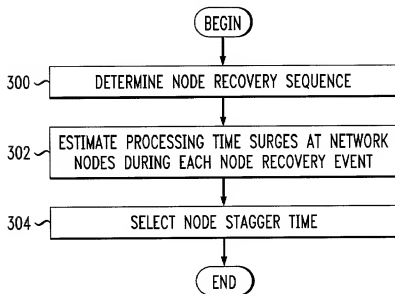 BEGIN
300
DETERMINE NODE RECOVERY SEQUENCE
302
ESTIMATE PROCESSING TIME SURGES AT NETWORK
NODES DURING EACH NODE RECOVERY EVENT
304
SELECT NODE STAGGER TIME
END